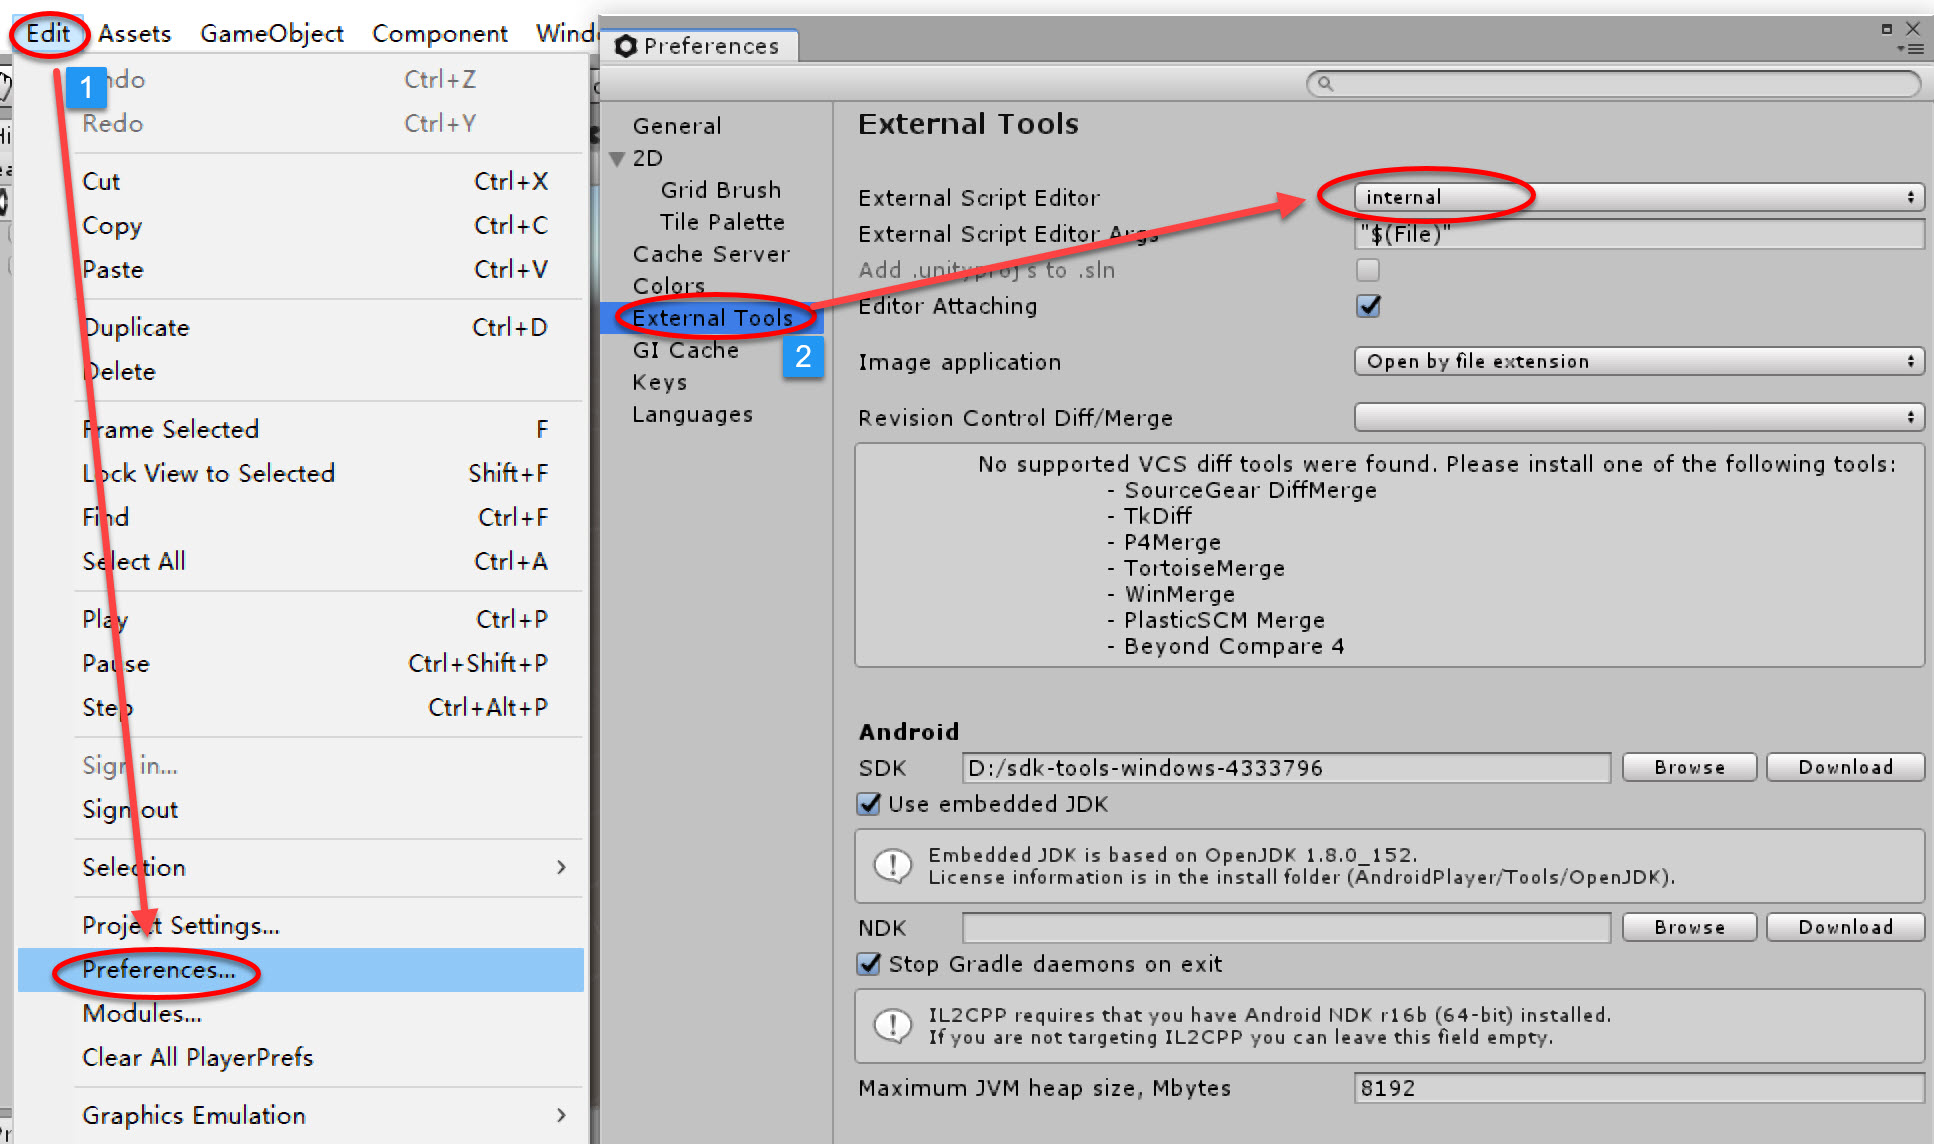 Edit Assets GameObject Component Wind
1
ndo Ctrl+Z
Redo Ctrl+Y
Cut Ctrl+X
Copy Ctrl+C
Paste Ctrl+V
Duplicate Ctrl+D
Delete
Frame Selected F
Lock View to Selected Shift+F
Find Ctrl+F
Select All Ctrl+A
Play Ctrl+P
Pause Ctrl+Shift+P
Step Ctrl+Alt+P
Sign in...
Sign out
Selection >
Project Settings...
Preferences...
Modules...
Clear All PlayerPrefs
Graphics Emulation >
Preferences
General
2D
Grid Brush
Tile Palette
Cache Server
Colors
External Tools
2
GI Cache
Keys
Languages
External Tools
External Script Editor internal
External Script Editor Args "$(File)"
Add .unityproj's to .sln
Editor Attaching
Image application Open by file extension
Revision Control Diff/Merge
No supported VCS diff tools were found. Please install one of the following tools:
- SourceGear DiffMerge
- TkDiff
- P4Merge
- TortoiseMerge
- WinMerge
- PlasticSCM Merge
- Beyond Compare 4
Android
SDK D:/sdk-tools-windows-4333796 Browse Download
Use embedded JDK
Embedded JDK is based on OpenJDK 1.8.0_152.
License information is in the install folder (AndroidPlayer/Tools/OpenJDK).
NDK Browse Download
Stop Gradle daemons on exit
IL2CPP requires that you have Android NDK r16b (64-bit) installed.
If you are not targeting IL2CPP you can leave this field empty.
Maximum JVM heap size, Mbytes 8192